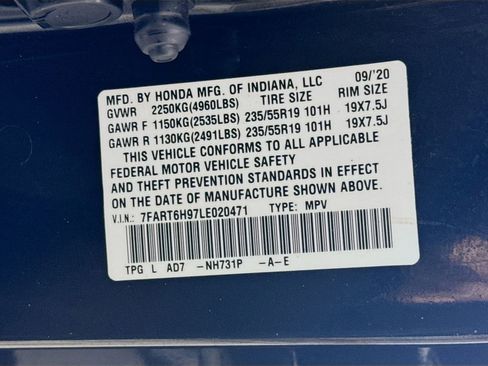 MFD. BY HONDA MFG. OF INDIANA, LLC 09/'20
GVWR 2250KG(4960LBS) TIRE SIZE RIM SIZE
GAWR F 1150KG(2535LBS) 235/55R19 101H 19X7.5J
GAWR R 1130KG(2491LBS) 235/55R19 101H 19X7.5J
THIS VEHICLE CONFORMS TO ALL APPLICABLE
FEDERAL MOTOR VEHICLE SAFETY
AND THEFT PREVENTION STANDARDS IN EFFECT
ON THE DATE OF MANUFACTURE SHOWN ABOVE.
V.I.N.: 7FART6H97LE020471 TYPE: MPV
TPG L AD7 -NH731P -A-E